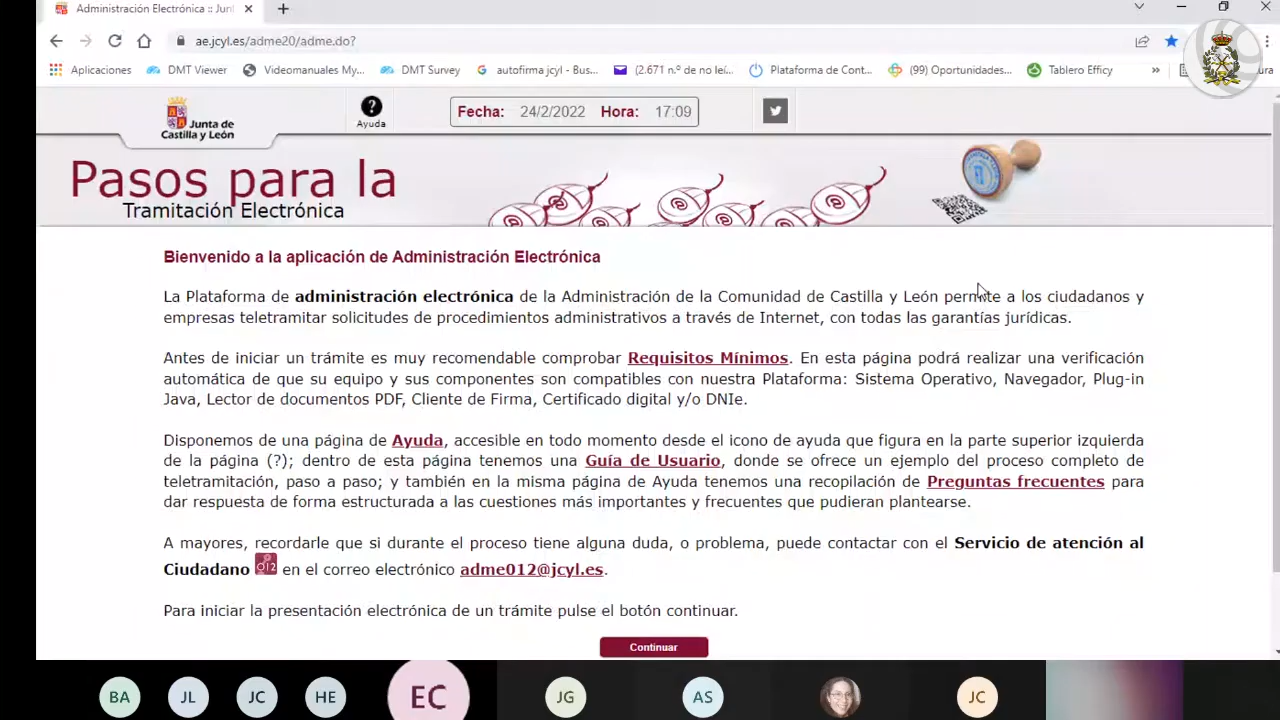 Administración Electrónica :: Jun
ae.jcyl.es/adme20/adme.do?
Aplicaciones
DMT Viewer
Videomanuales My...
DMT Survey
autofirma jcyl - Bus...
(2.671 n.º de no leí...
Plataforma de Cont...
(99) Oportunidades...
Tablero Efficy
»
Junta de
Castilla y León
?
Ayuda
Fecha: 24/2/2022 Hora: 17:09
Pasos para la
Tramitación Electrónica
Bienvenido a la aplicación de Administración Electrónica
La Plataforma de administración electrónica de la Administración de la Comunidad de Castilla y León permite a los ciudadanos y
empresas teletramitar solicitudes de procedimientos administrativos a través de Internet, con todas las garantías jurídicas.
Antes de iniciar un trámite es muy recomendable comprobar Requisitos Mínimos. En esta página podrá realizar una verificación
automática de que su equipo y sus componentes son compatibles con nuestra Plataforma: Sistema Operativo, Navegador, Plug-in
Java, Lector de documentos PDF, Cliente de Firma, Certificado digital y/o DNIe.
Disponemos de una página de Ayuda, accesible en todo momento desde el icono de ayuda que figura en la parte superior izquierda
de la página (?); dentro de esta página tenemos una Guía de Usuario, donde se ofrece un ejemplo del proceso completo de
teletramitación, paso a paso; y también en la misma página de Ayuda tenemos una recopilación de Preguntas frecuentes para
dar respuesta de forma estructurada a las cuestiones más importantes y frecuentes que pudieran plantearse.
A mayores, recordarle que si durante el proceso tiene alguna duda, o problema, puede contactar con el Servicio de atención al
Ciudadano 012 en el correo electrónico adme012@jcyl.es.
Para iniciar la presentación electrónica de un trámite pulse el botón continuar.
Continuar
BA
JL
JC
HE
EC
JG
AS
JC